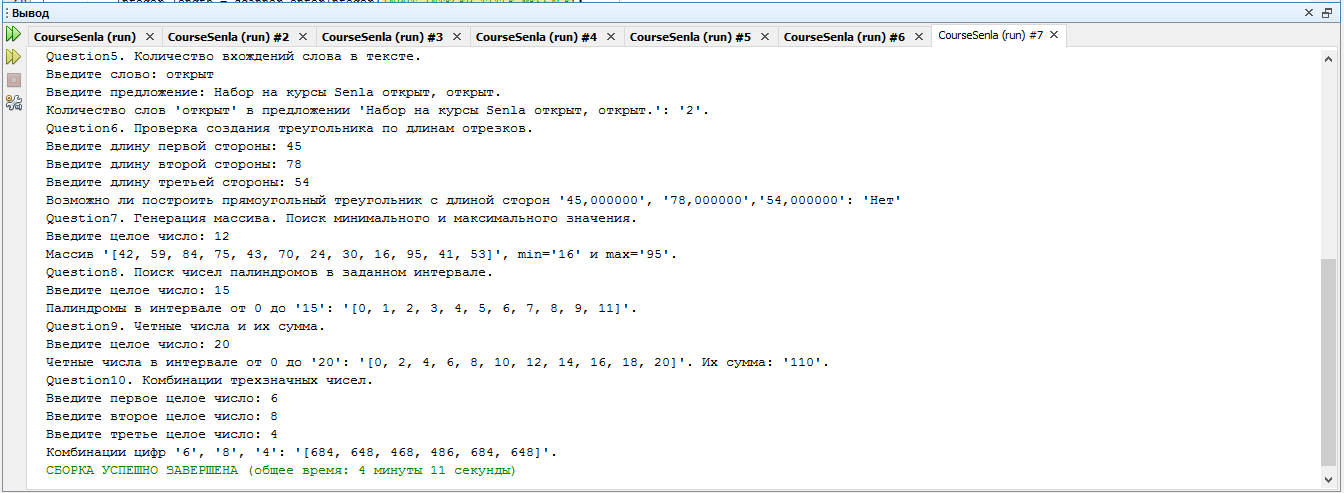 Вывод
CourseSenla (run) CourseSenla (run) #2 CourseSenla (run) #3 CourseSenla (run) #4 CourseSenla (run) #5 CourseSenla (run) #6 CourseSenla (run) #7
Question5. Количество вхождений слова в тексте.
Введите слово: открыт
Введите предложение: Набор на курсы Senla открыт, открыт.
Количество слов 'открыт' в предложении 'Набор на курсы Senla открыт, открыт.': '2'.
Question6. Проверка создания треугольника по длинам отрезков.
Введите длину первой стороны: 45
Введите длину второй стороны: 78
Введите длину третьей стороны: 54
Возможно ли построить прямоугольный треугольник с длиной сторон '45,000000', '78,000000','54,000000': 'Нет'
Question7. Генерация массива. Поиск минимального и максимального значения.
Введите целое число: 12
Массив '[42, 59, 84, 75, 43, 70, 24, 30, 16, 95, 41, 53]', min='16' и max='95'.
Question8. Поиск чисел палиндромов в заданном интервале.
Введите целое число: 15
Палиндромы в интервале от 0 до '15': '[0, 1, 2, 3, 4, 5, 6, 7, 8, 9, 11]'.
Question9. Четные числа и их сумма.
Введите целое число: 20
Четные числа в интервале от 0 до '20': '[0, 2, 4, 6, 8, 10, 12, 14, 16, 18, 20]'. Их сумма: '110'.
Question10. Комбинации трехзначных чисел.
Введите первое целое число: 6
Введите второе целое число: 8
Введите третье целое число: 4
Комбинации цифр '6', '8', '4': '[684, 648, 468, 486, 684, 648]'.
СБОРКА УСПЕШНО ЗАВЕРШЕНА (общее время: 4 минуты 11 секунды)